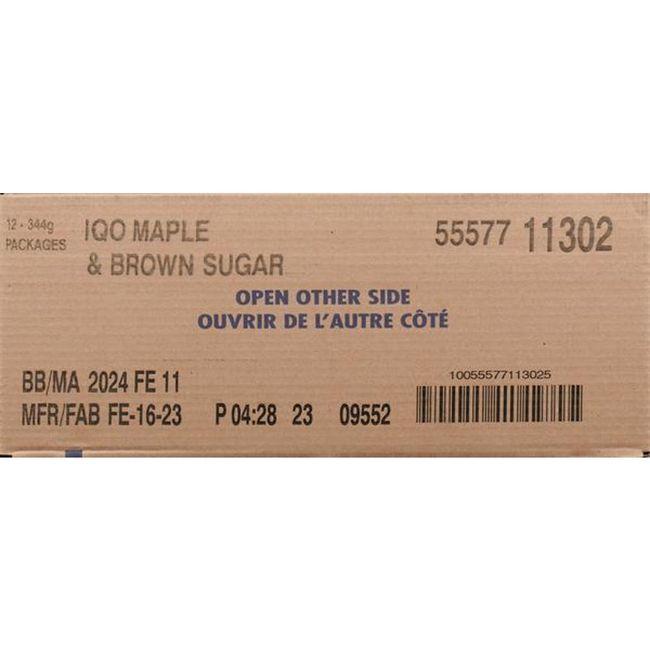 12 - 344g
PACKAGES
IQO MAPLE
& BROWN SUGAR
55577 11302
OPEN OTHER SIDE
OUVRIR DE L'AUTRE CÔTÉ
BB/MA 2024 FE 11
MFR/FAB FE-16-23 P 04:28 23 09552
10055577113025